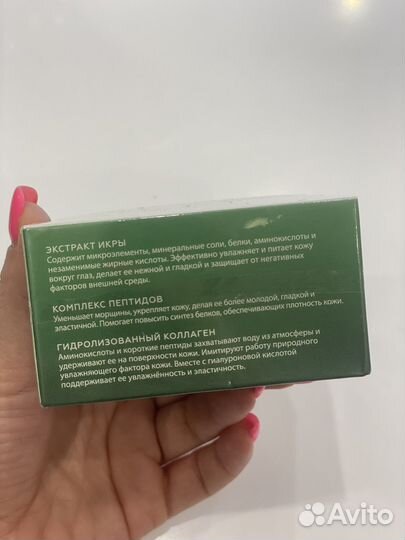 ЭКСТРАКТ ИКРЫ
Содержит микроэлементы, минеральные соли, белки, аминокислоты и
незаменимые жирные кислоты. Эффективно увлажняет и питает кожу
вокруг глаз, делает ее нежной и гладкой и защищает от негативных
факторов внешней среды.
КОМПЛЕКС ПЕПТИДОВ
Уменьшает морщины, укрепляет кожу, делая ее более молодой, гладкой и
эластичной. Помогает повысить синтез белков, обеспечивающих плотность кожи.
ГИДРОЛИЗОВАННЫЙ КОЛЛАГЕН
Аминокислоты и короткие пептиды захватывают воду из атмосферы и
удерживают ее на поверхности кожи. Имитируют работу природного
увлажняющего фактора кожи. Вместе с гиалуроновой кислотой
поддерживает ее увлажнённость и эластичность.
Avito